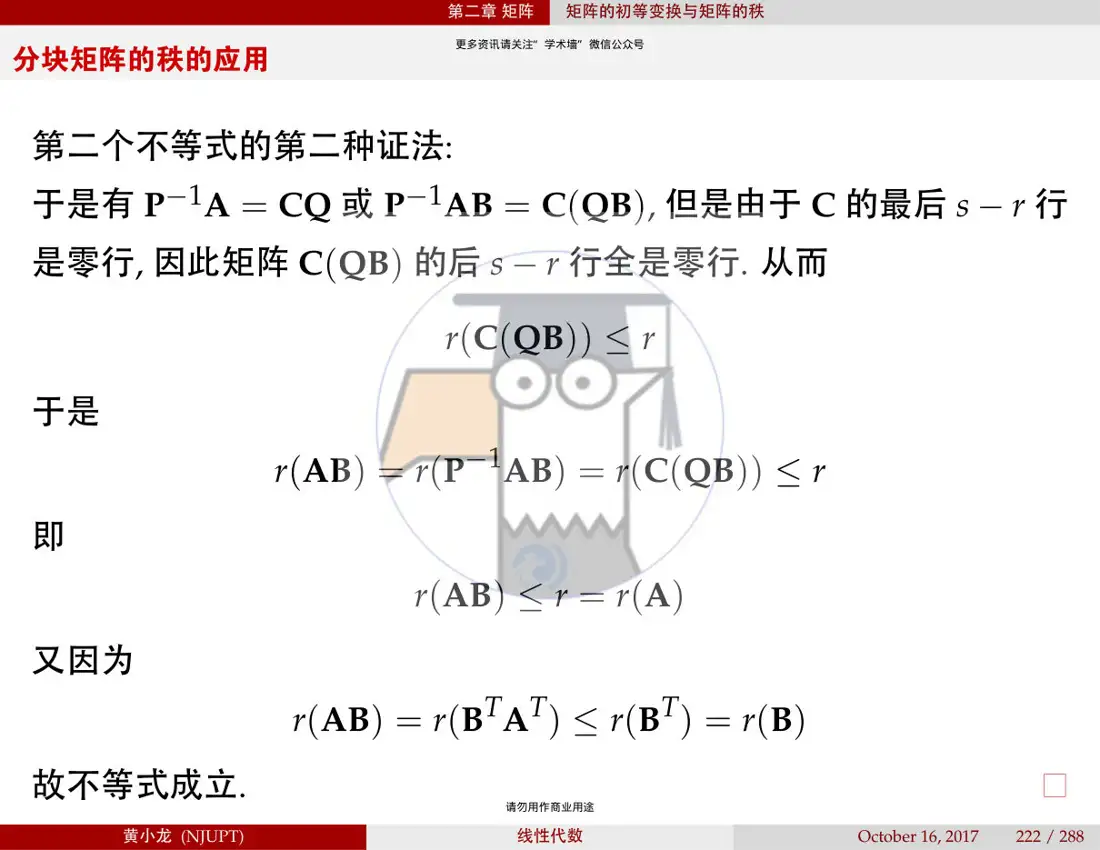 第二章 矩阵 矩阵的初等变换与矩阵的秩
更多资讯请关注“学术墙”微信公众号
分块矩阵的秩的应用
第二个不等式的第二种证法:
于是有 P⁻¹A = CQ 或 P⁻¹AB = C(QB), 但是由于 C 的最后 s − r 行
是零行, 因此矩阵 C(QB) 的后 s − r 行全是零行. 从而
r(C(QB)) ≤ r
于是
r(AB) = r(P⁻¹AB) = r(C(QB)) ≤ r
即
r(AB) ≤ r = r(A)
又因为
r(AB) = r(BᵀAᵀ) ≤ r(Bᵀ) = r(B)
故不等式成立.
请勿用作商业用途
黄小龙 (NJUPT) 线性代数 October 16, 2017 222 / 288